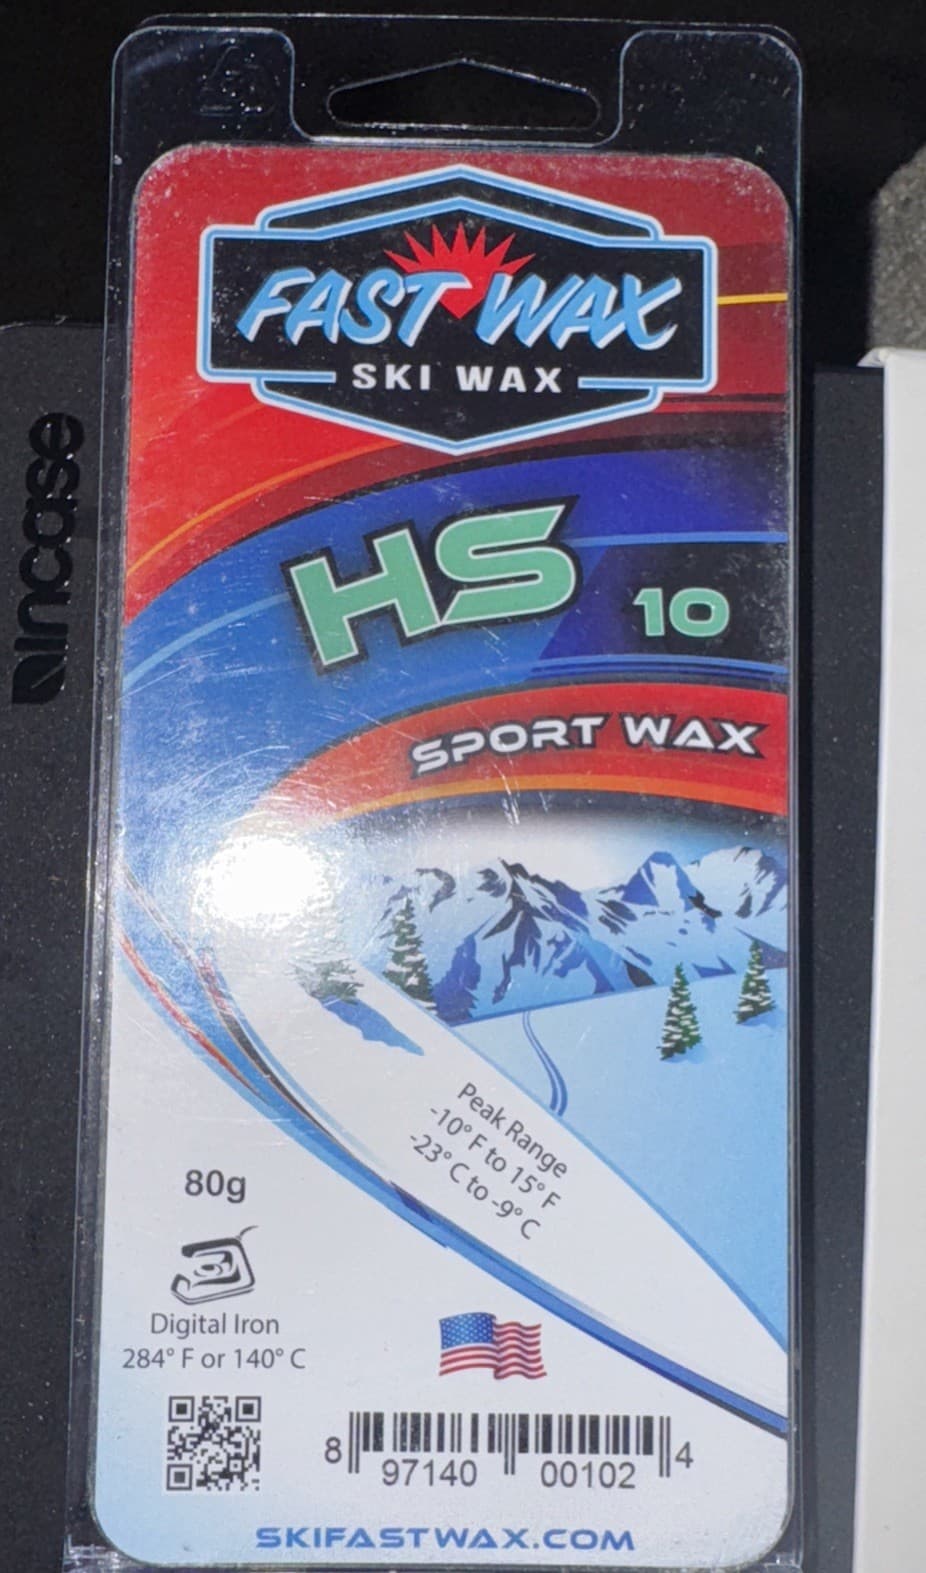 FAST WAX
SKI WAX
incase
HS 10
SPORT WAX
Peak Range
-10° F to 15° F
-23° C to -9° C
80g
Digital Iron
284° F or 140° C
8 97140 00102 4
SKIFASTWAX.COM